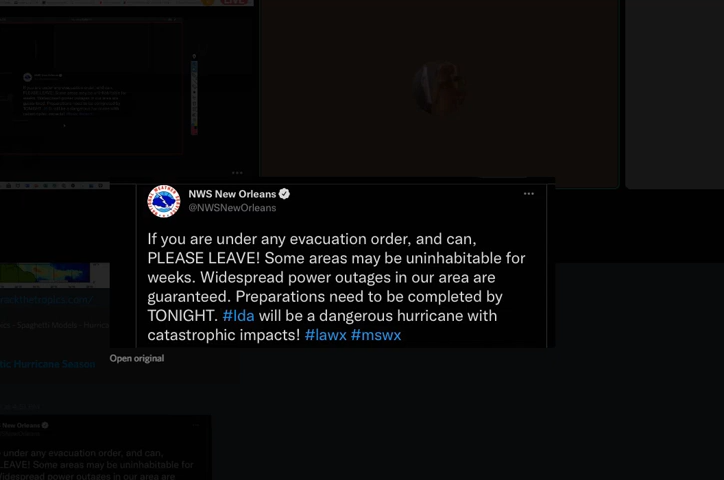 NWS New Orleans
@NWSNewOrleans
If you are under any evacuation order, and can,
PLEASE LEAVE! Some areas may be uninhabitable for
weeks. Widespread power outages in our area are
guaranteed. Preparations need to be completed by
TONIGHT. #Ida will be a dangerous hurricane with
catastrophic impacts! #lawx #mswx
Open original
tic Hurricane Season
New Orleans
under any evacuation order, and can,
LEAVE! Some areas may be uninhabitable for
Widespread power outages in our area are